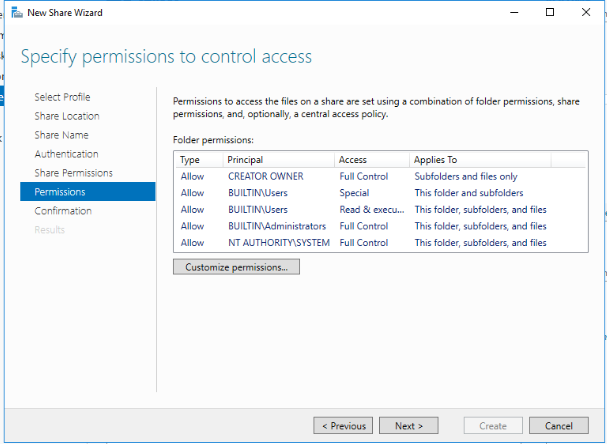 New Share Wizard
Specify permissions to control access
Select Profile
Share Location
Share Name
Authentication
Share Permissions
Permissions
Confirmation
Results
Permissions to access the files on a share are set using a combination of folder permissions, share
permissions, and, optionally, a central access policy.
Folder permissions:
Type Principal Access Applies To
Allow CREATOR OWNER Full Control Subfolders and files only
Allow BUILTIN\Users Special This folder and subfolders
Allow BUILTIN\Users Read & execu... This folder, subfolders, and files
Allow BUILTIN\Administrators Full Control This folder, subfolders, and files
Allow NT AUTHORITY\SYSTEM Full Control This folder, subfolders, and files
Customize permissions...
< Previous Next > Create Cancel